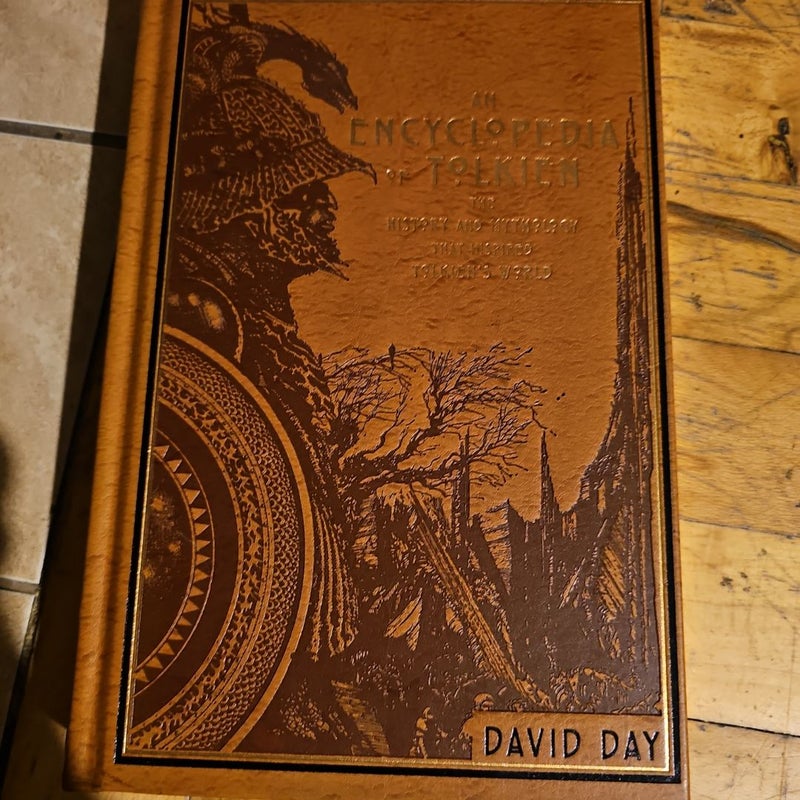 AN
ENCYCLOPEDIA
OF TOLKIEN
THE
HISTORY AND MYTHOLOGY
THAT INSPIRED
TOLKIEN'S WORLD
DAVID DAY